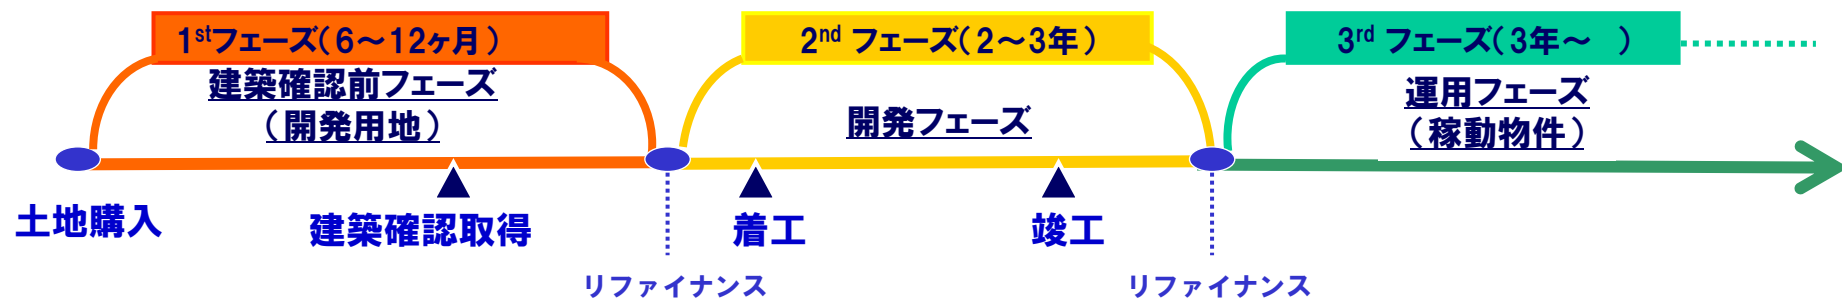 1stフェーズ(6～12ヶ月)
建築確認前フェーズ
(開発用地)
2nd フェーズ(2～3年)
開発フェーズ
3rd フェーズ(3年～　)
運用フェーズ
(稼動物件)
土地購入
建築確認取得
着工
竣工
リファイナンス
リファイナンス